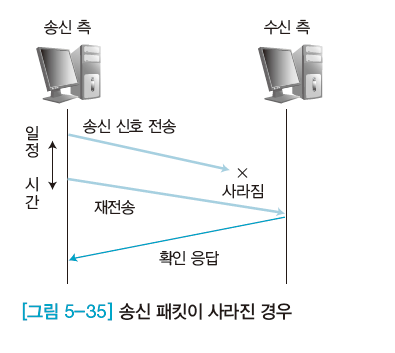 송신 측
수신 측
일정 시간
송신 신호 전송
×
사라짐
재전송
확인 응답
[그림 5-35] 송신 패킷이 사라진 경우